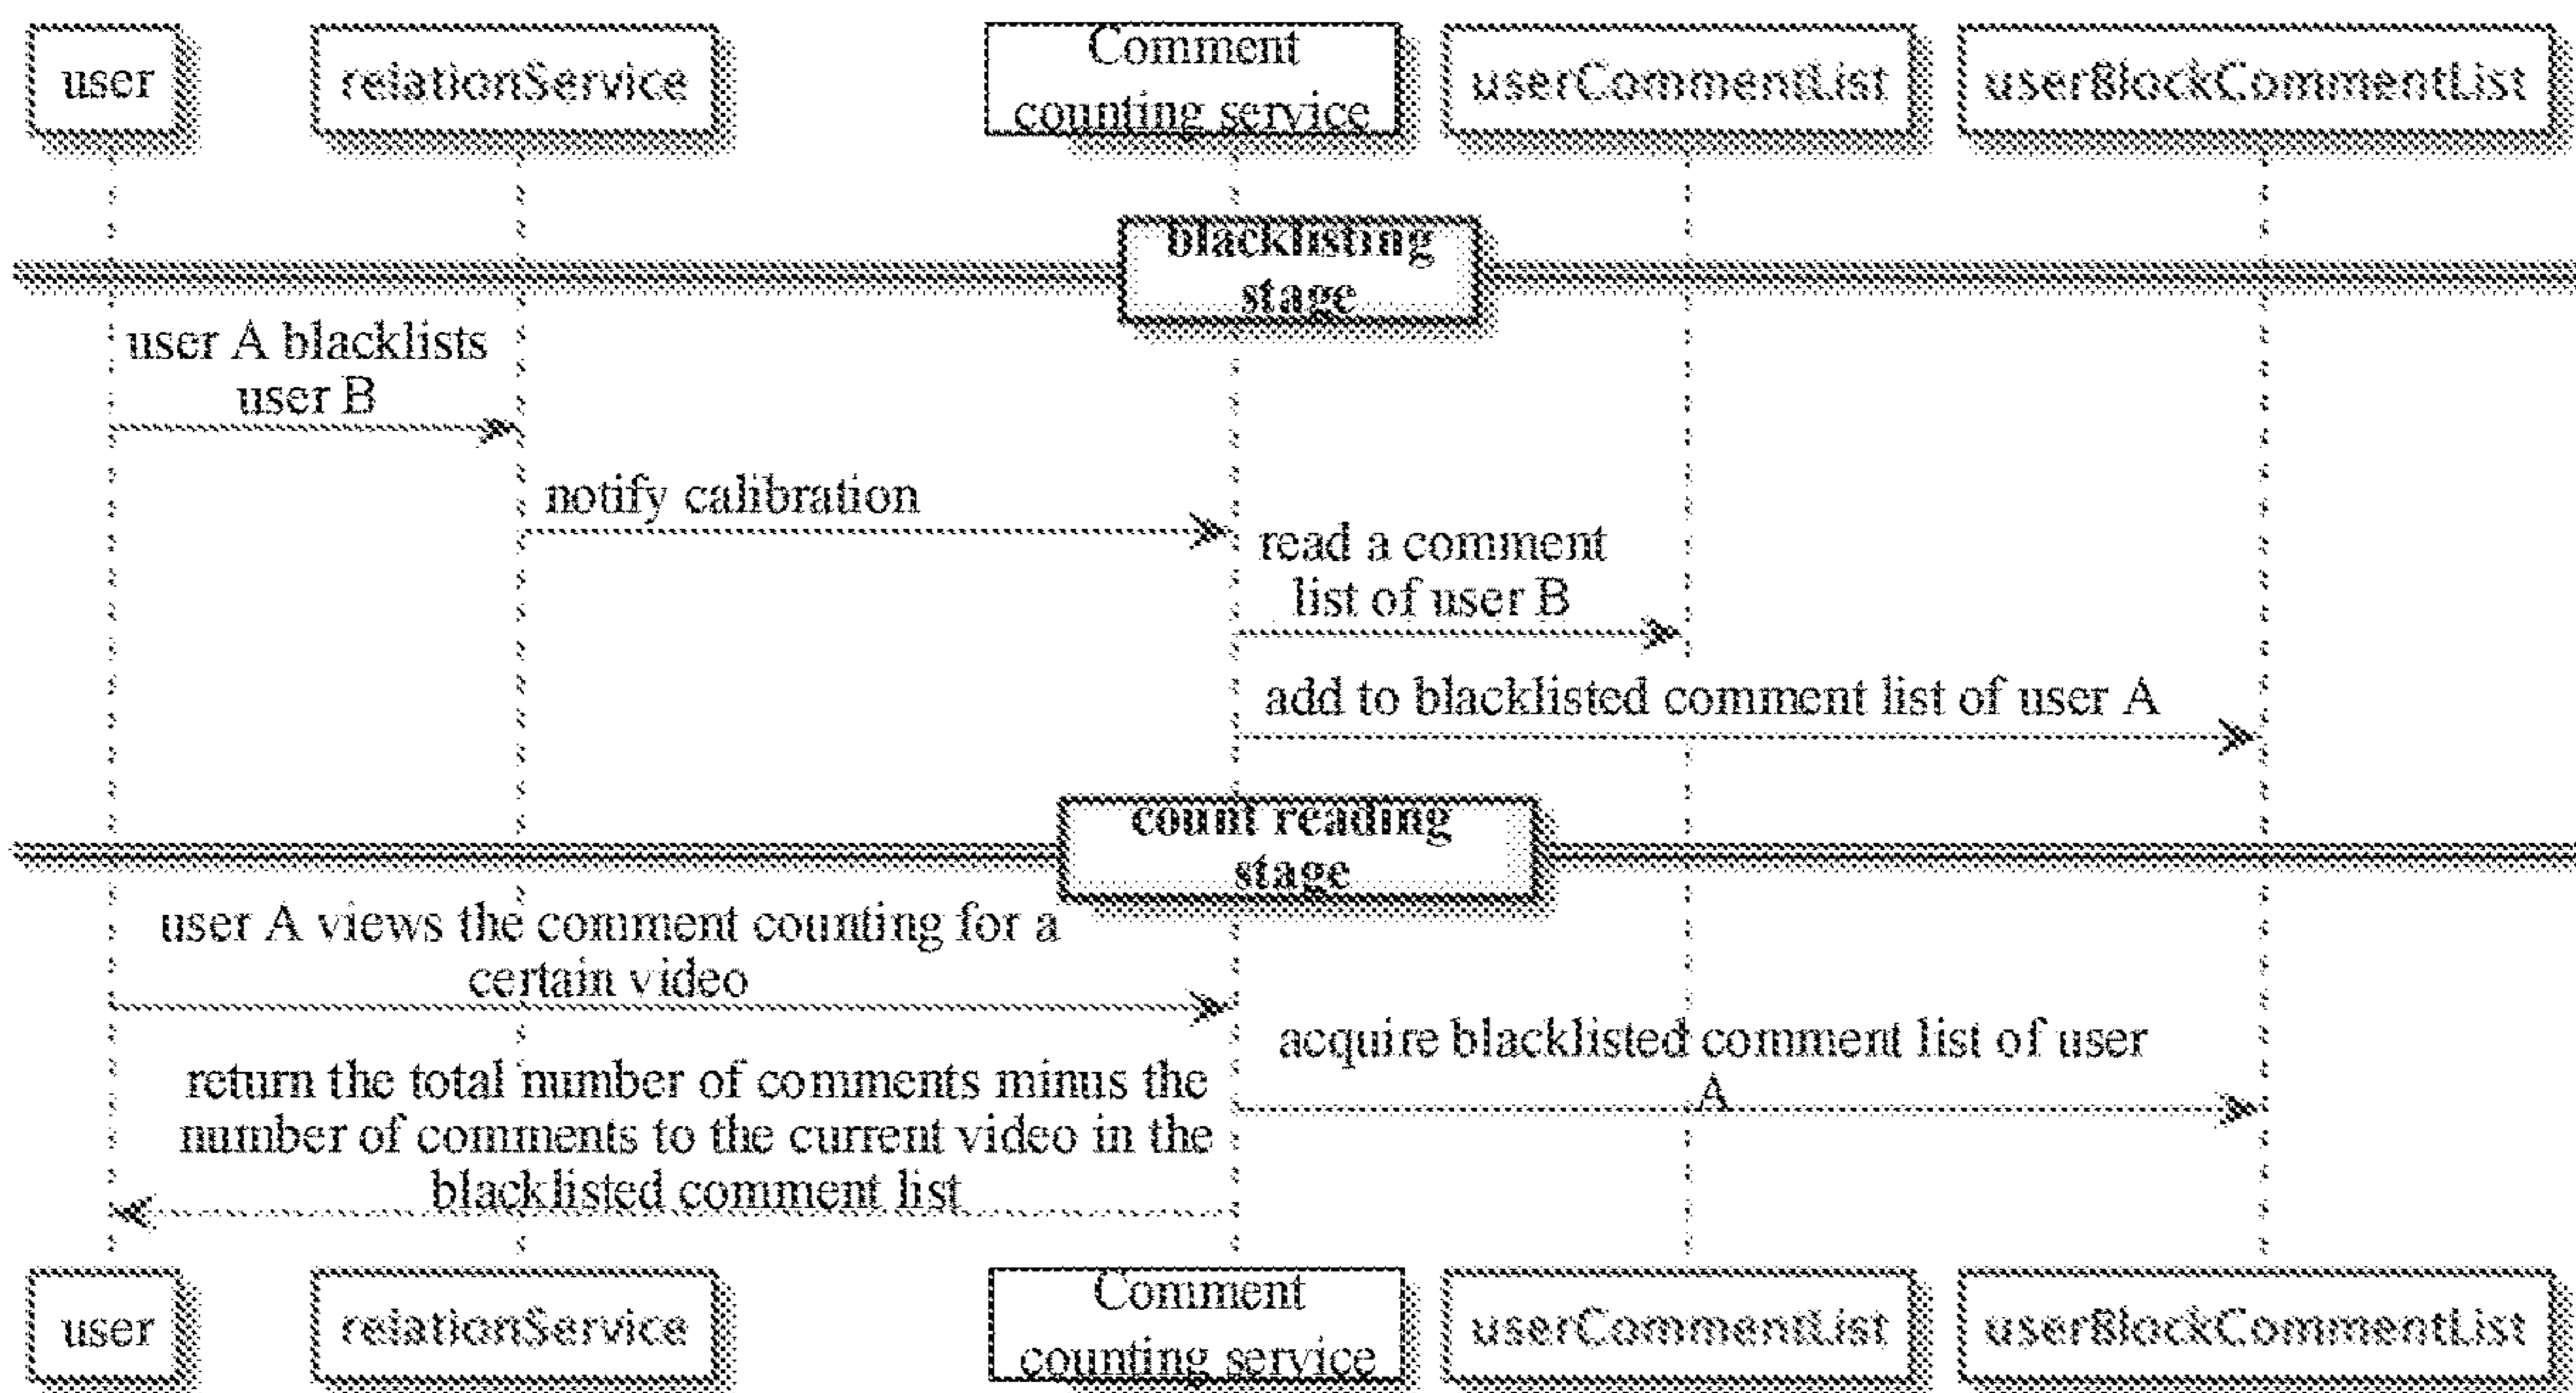 user
relationService
Comment
counting service
userCommentList
userBlockCommentList
blacklisting
stage
user A blacklists
user B
notify calibration
read a comment
list of user B
add to blacklisted comment list of user A
count reading
stage
user A views the comment counting for a
certain video
acquire blacklisted comment list of user
A
return the total number of comments minus the
number of comments to the current video in the
blacklisted comment list
user
relationService
Comment
counting service
userCommentList
userBlockCommentList